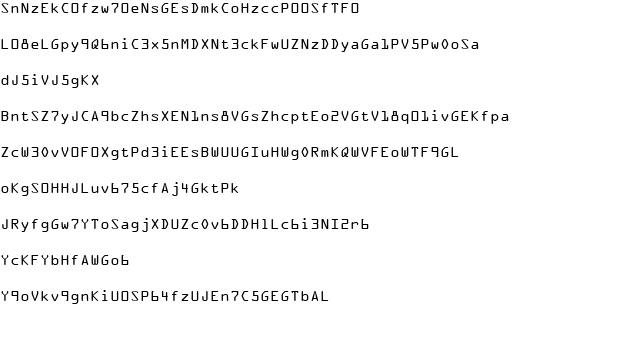 SnNzEkCOfzw7OeNsGEsDmkCoHzccPOOSfTFO
LO8eLGpy9Q6niC3x5nMDXNt3ckFwUZNzDDyaGa1PV5Pw0oSa
dJ5iVJ5gKX
BntSZ7yJCA9bcZhsXEN1ns8VGsZhcptEo2VGtV18qO1ivGEKfpa
ZcW30vVOFOXgtPd3iEEsBWUUGIuHWg0RmKQWVFEoWTF9GL
oKgSOHHJLuv675cfAj4GktPk
JRyfgGw7YToSagjXDUZc0v6DDH1Lc6i3NI2r6
YcKFYbHfAWGo6
Y9oVkv9gnKiUOSP64fzUJEn7C5GEGTbAL